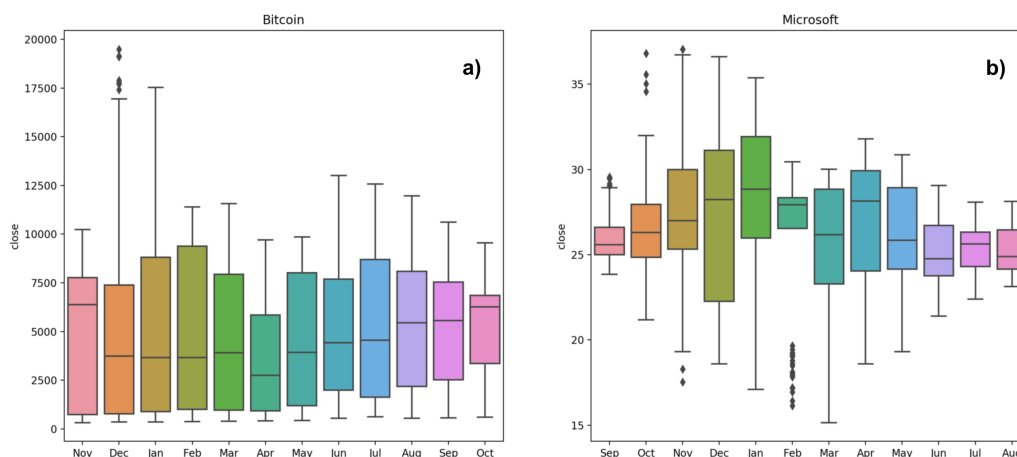 Bitcoin
a)
close
20000
17500
15000
12500
10000
7500
5000
2500
0
Nov Dec Jan Feb Mar Apr May Jun Jul Aug Sep Oct
Microsoft
b)
close
35
30
25
20
15
Sep Oct Nov Dec Jan Feb Mar Apr May Jun Jul Aug